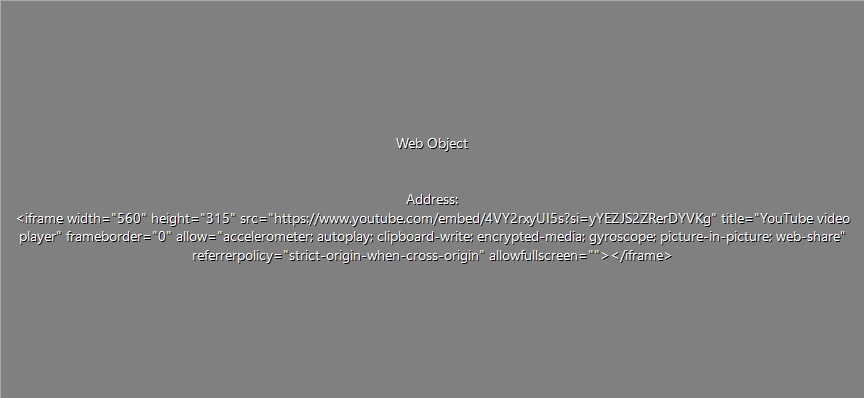 Web Object
Address:
<iframe width="560" height="315" src="https://www.youtube.com/embed/4VY2rxyUI5s?si=yYEZJS2ZRerDYVKg" title="YouTube video
player" frameborder="0" allow="accelerometer; autoplay; clipboard-write; encrypted-media; gyroscope; picture-in-picture; web-share"
referrerpolicy="strict-origin-when-cross-origin" allowfullscreen=""></iframe>